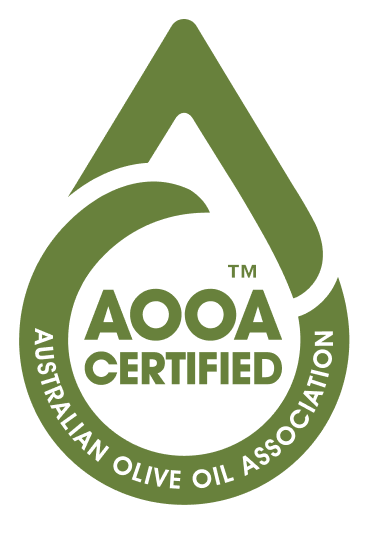 ™
AOOA
CERTIFIED
AUSTRALIAN OLIVE OIL ASSOCIATION